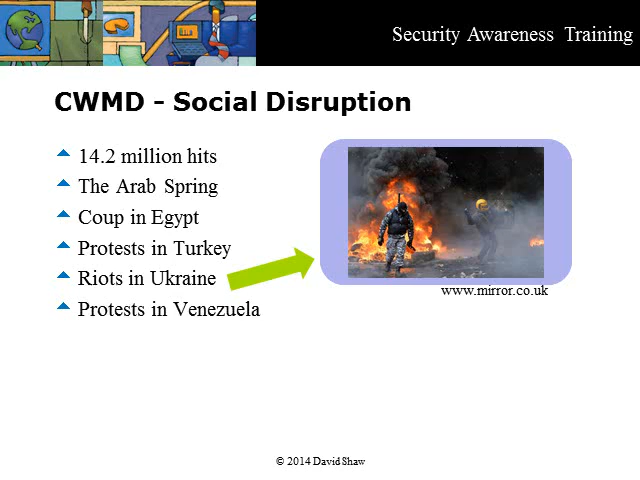 Security Awareness Training
CWMD - Social Disruption
14.2 million hits
The Arab Spring
Coup in Egypt
Protests in Turkey
Riots in Ukraine
Protests in Venezuela
www.mirror.co.uk
© 2014 David Shaw